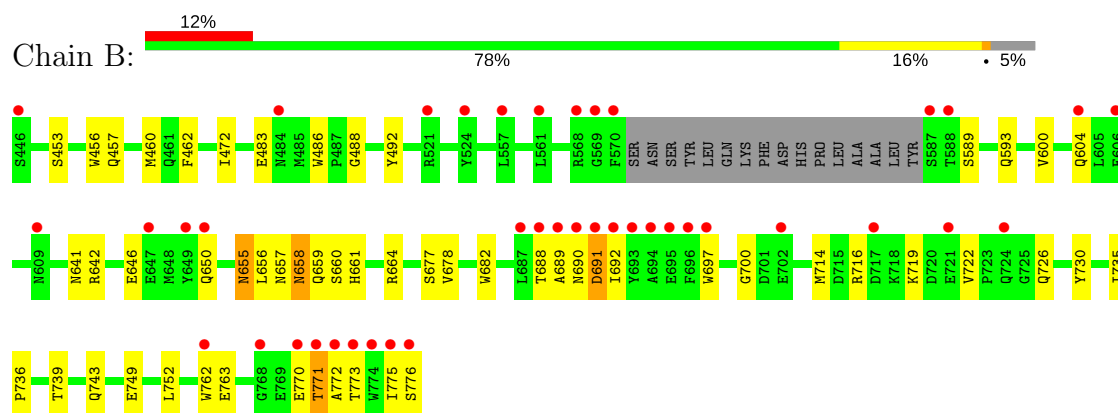 12%
Chain B:
78% 16% • 5%
S446 S453 W456 Q457 M460 Q461 F462 I472 E483 N484 M485 W486 P487 G488 Y492 R521 Y524 L557 L561 R568 G569 F570 SER ASN SER TYR LEU GLN LYS PHE ASP HIS PRO LEU ALA ALA LEU TYR S587 T588 S589 Q593 V600 Q604 L605
N609 N641 R642 E646 E647 M648 Y649 Q650 N655 L656 N657 N658 Q659 S660 H661 R664 S677 V678 W682 L687 T688 A689 N690 D691 I692 Y693 A694 E695 F696 W697 G700 D701 E702 M714 D715 R716 D717 K718 K719 D720 E721 V722 P723 Q724 G725 Q726 Y730
P736 T739 Q743 E749 L752 W762 E763 G768 E769 E770 T771 A772 T773 W774 I775 S776